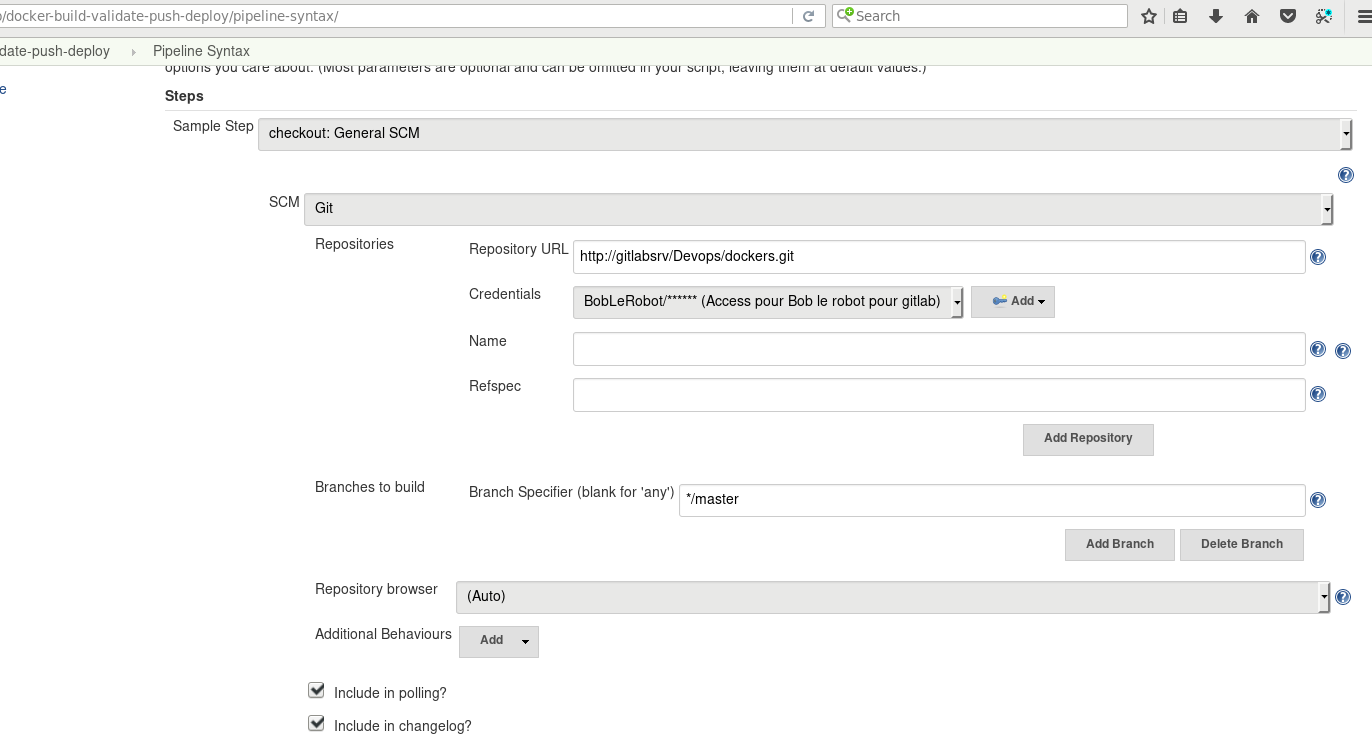 /docker-build-validate-push-deploy/pipeline-syntax/ Search
date-push-deploy Pipeline Syntax
options you care about. (Most parameters are optional and can be omitted in your script, leaving them at default values.)
e
Steps
Sample Step checkout: General SCM
SCM Git
Repositories Repository URL http://gitlabsrv/Devops/dockers.git
Credentials BobLeRobot/****** (Access pour Bob le robot pour gitlab) Add
Name
Refspec
Add Repository
Branches to build Branch Specifier (blank for 'any') */master
Add Branch Delete Branch
Repository browser (Auto)
Additional Behaviours Add
Include in polling?
Include in changelog?